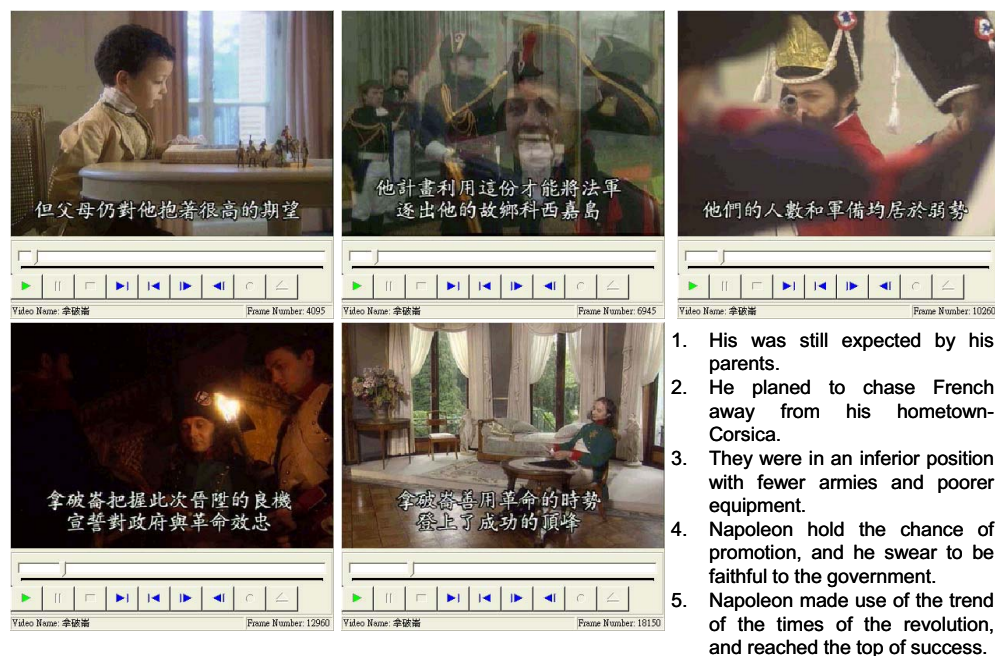 但父母仍對他抱著很高的期望
Video Name: 拿破崙
Frame Number: 4095
他計畫利用這份才能將法軍
逐出他的故鄉科西嘉島
Video Name: 拿破崙
Frame Number: 6945
他們的人數和軍備均居於弱勢
Video Name: 拿破崙
Frame Number: 10260
拿破崙把握此次晉陞的良機
宣誓對政府與革命效忠
Video Name: 拿破崙
Frame Number: 12960
拿破崙善用革命的時勢
登上了成功的頂峰
Video Name: 拿破崙
Frame Number: 18150
1. His was still expected by his
parents.
2. He planed to chase French
away from his hometown-
Corsica.
3. They were in an inferior position
with fewer armies and poorer
equipment.
4. Napoleon hold the chance of
promotion, and he swear to be
faithful to the government.
5. Napoleon made use of the trend
of the times of the revolution,
and reached the top of success.